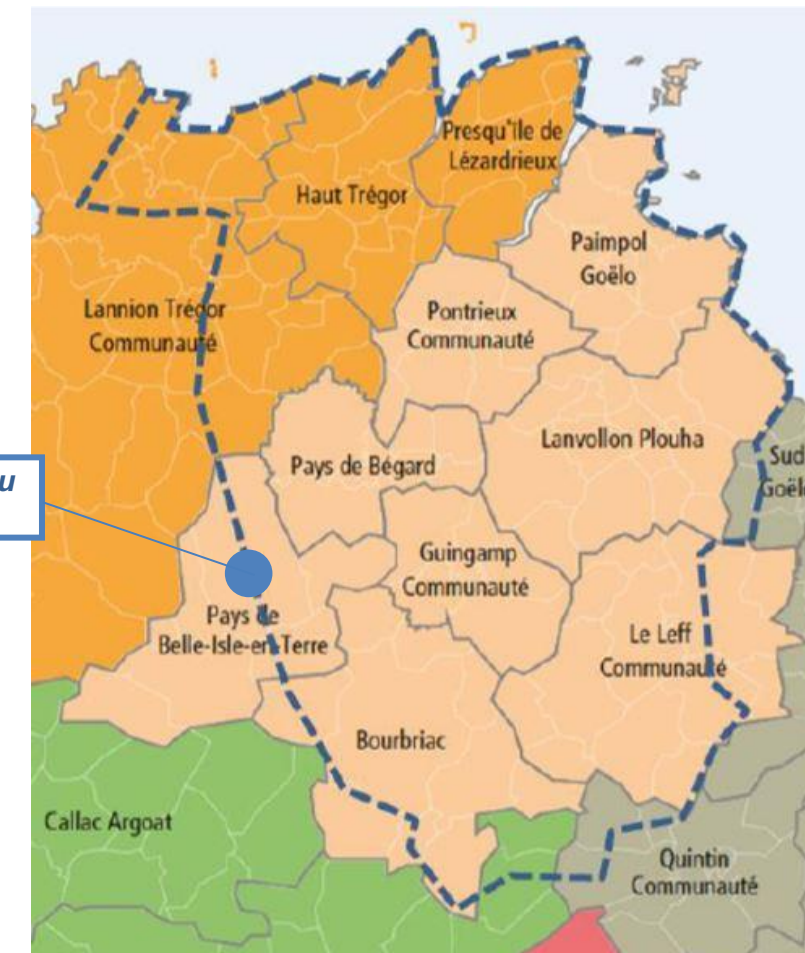 Presqu'île de
Lézardrieux
Haut Trégor
Paimpol
Goëlo
Lannion Trégor
Communauté
Pontrieux
Communauté
Lanvollon Plouha
Pays de Bégard
Sud
Goëlo
u
Guingamp
Communauté
Pays de
Belle-Isle-en-Terre
Le Leff
Communauté
Bourbriac
Callac Argoat
Quintin
Communauté